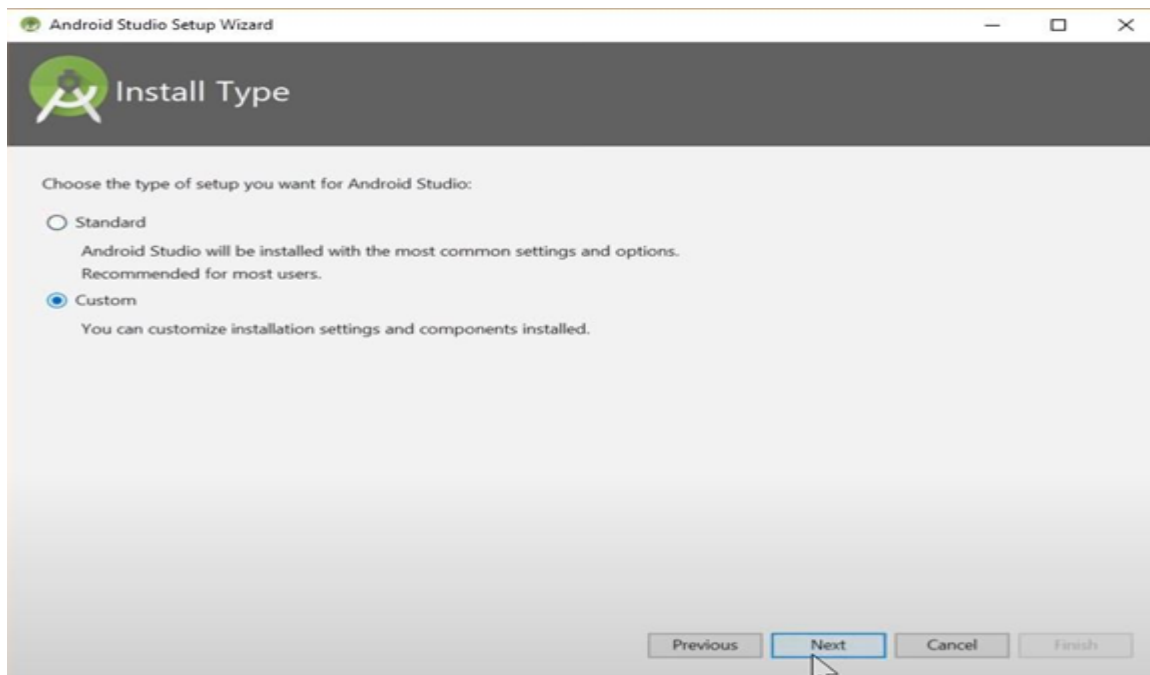 Android Studio Setup Wizard
Install Type
Choose the type of setup you want for Android Studio:
Standard
Android Studio will be installed with the most common settings and options.
Recommended for most users.
Custom
You can customize installation settings and components installed.
Previous Next Cancel Finish